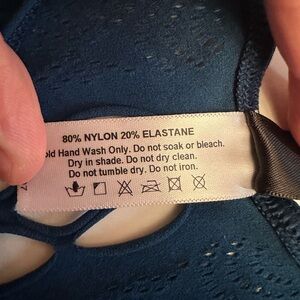 80% NYLON 20% ELASTANE
old Hand Wash Only. Do not soak or bleach.
Dry in shade. Do not dry clean.
Do not tumble dry. Do not iron.